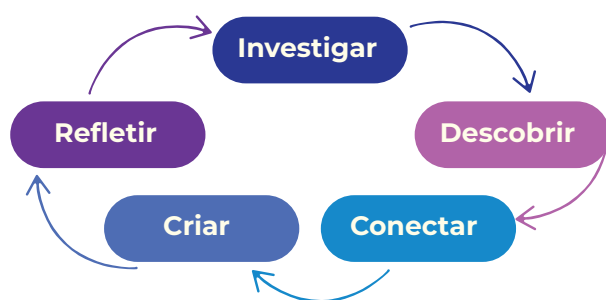 Investigar
Descobrir
Conectar
Criar
Refletir